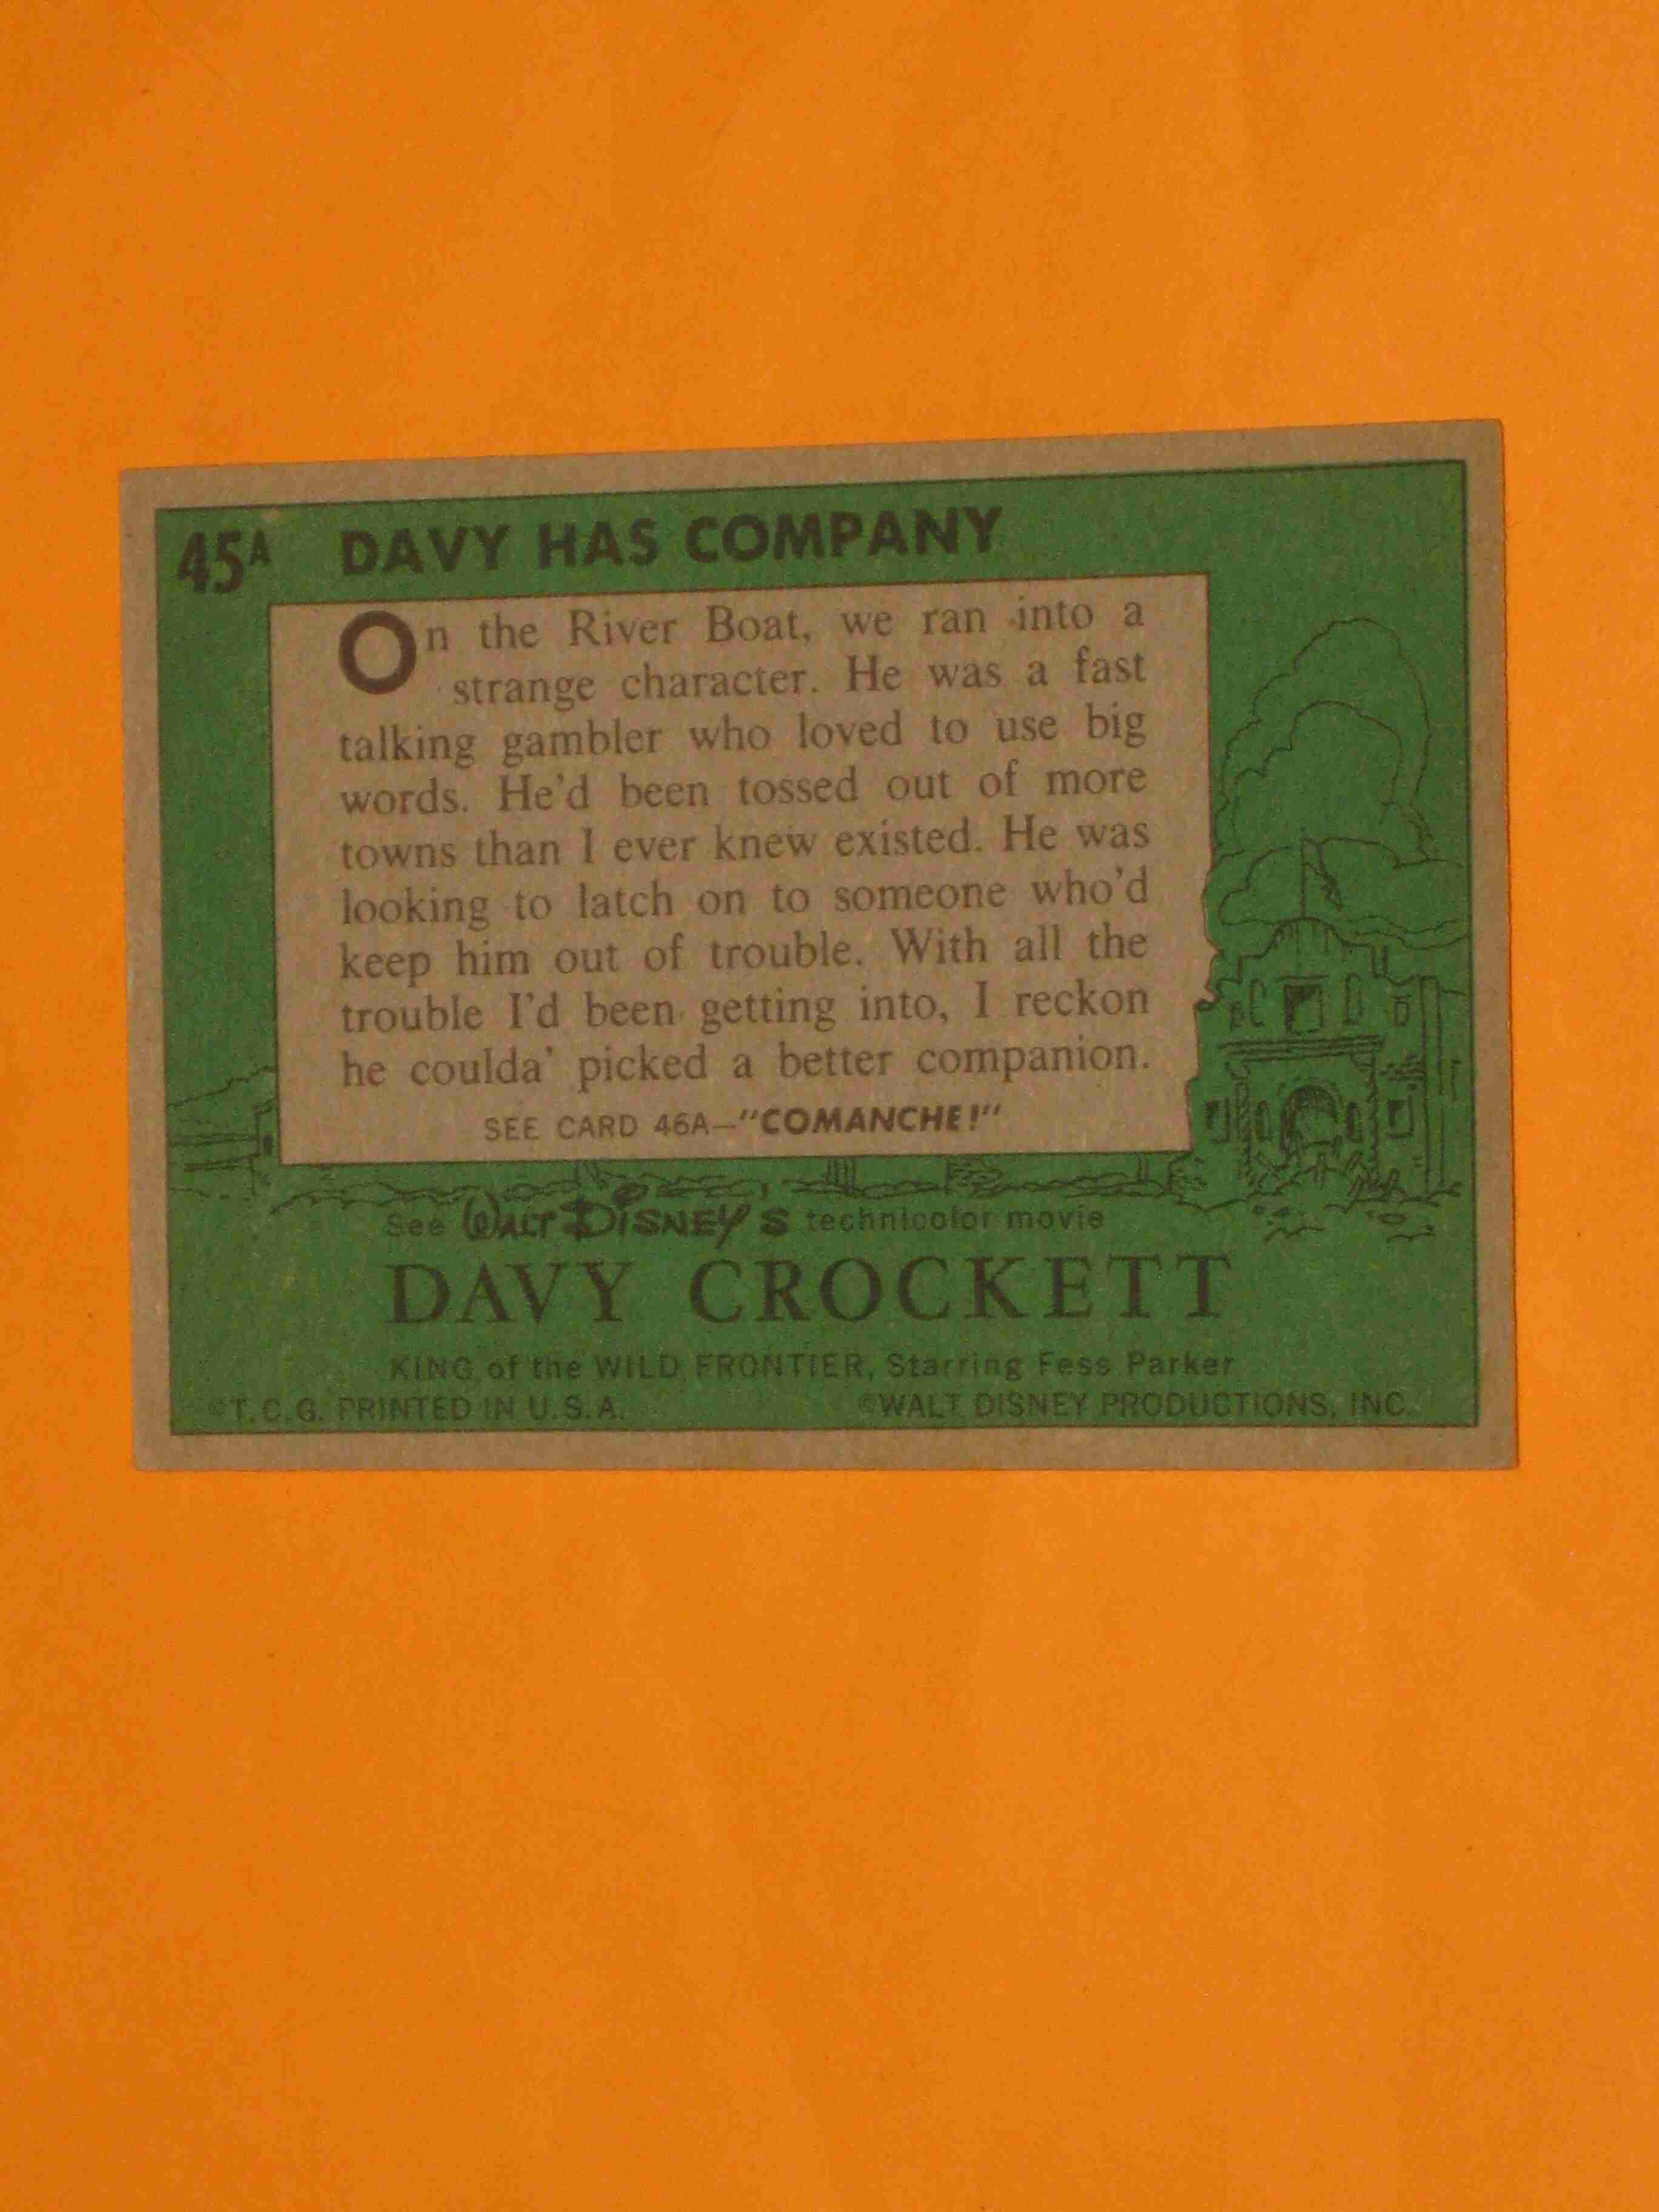 45A DAVY HAS COMPANY
On the River Boat, we ran into a
strange character. He was a fast
talking gambler who loved to use big
words. He'd been tossed out of more
towns than I ever knew existed. He was
looking to latch on to someone who'd
keep him out of trouble. With all the
trouble I'd been getting into, I reckon
he coulda' picked a better companion.
SEE CARD 46A—"COMANCHE!"
See WALT DISNEY'S technicolor movie
DAVY CROCKETT
KING of the WILD FRONTIER, Starring Fess Parker
©T.C.G. PRINTED IN U.S.A. ©WALT DISNEY PRODUCTIONS, INC.